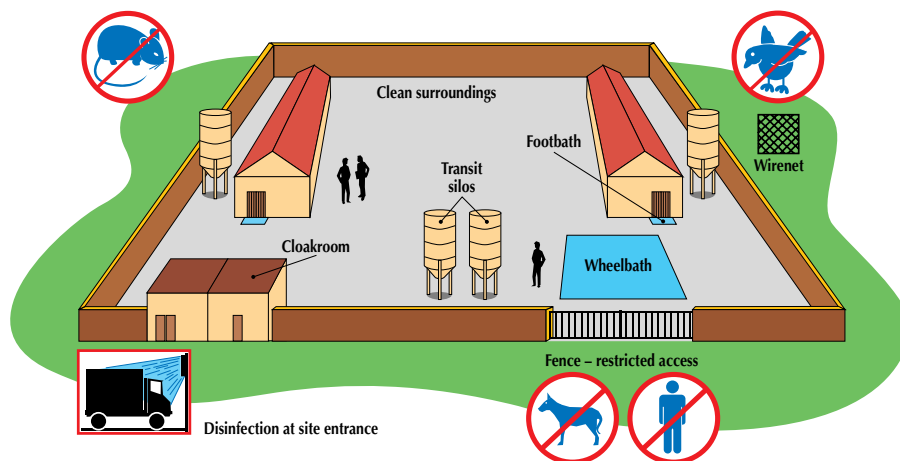 Clean surroundings
Footbath
Wirenet
Transit
silos
Cloakroom
Wheelbath
Fence – restricted access
Disinfection at site entrance